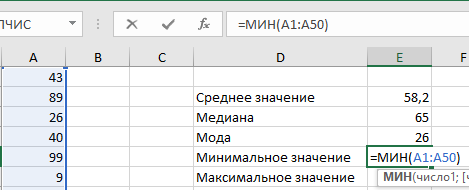 ПЧИС =МИН(A1:A50)
A B C D E F
43
89 Среднее значение 58,2
26 Медиана 65
40 Мода 26
99 Минимальное значение =МИН(A1:A50)
9 Максимальное значение МИН(число1; [ч